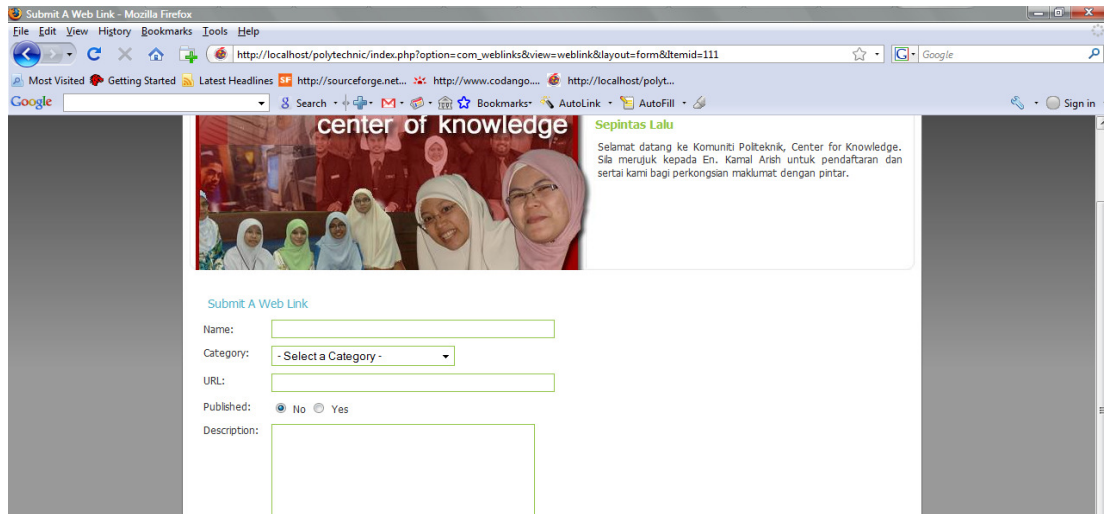 Submit A Web Link - Mozilla Firefox
File Edit View History Bookmarks Tools Help
http://localhost/polytechnic/index.php?option=com_weblinks&view=weblink&layout=form&Itemid=111
G Google
Most Visited Getting Started Latest Headlines SF http://sourceforge.net... http://www.codango.... http://localhost/polyt...
Google Search Bookmarks AutoLink AutoFill Sign in
center of knowledge
Sepintas Lalu
Selamat datang ke Komuniti Politeknik, Center for Knowledge.
Sila merujuk kepada En. Kamal Arish untuk pendaftaran dan
sertai kami bagi perkongsian maklumat dengan pintar.
Submit A Web Link
Name:
Category: - Select a Category -
URL:
Published: No Yes
Description: